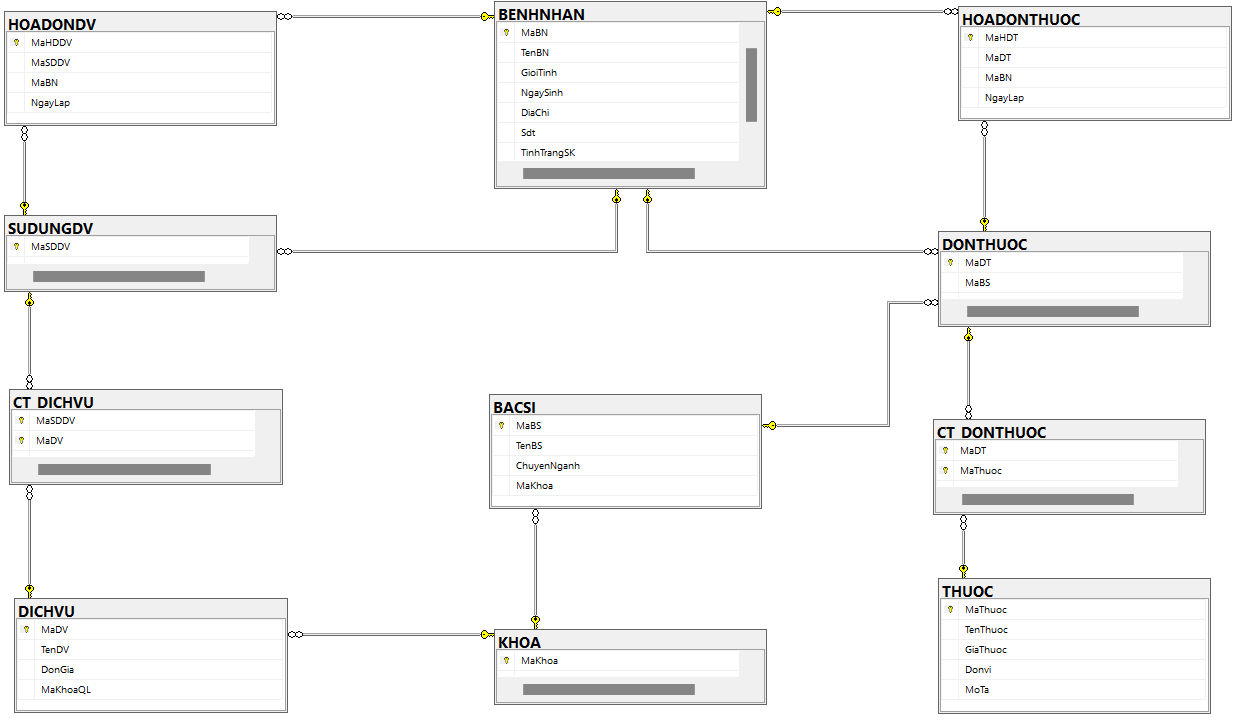 HOADONDV
MaHDDV
MaSDDV
MaBN
NgayLap
BENHNHAN
MaBN
TenBN
GioiTinh
NgaySinh
DiaChi
Sdt
TinhTrangSK
HOADONTHUOC
MaHDT
MaDT
MaBN
NgayLap
SUDUNGDV
MaSDDV
DONTHUOC
MaDT
MaBS
CT_DICHVU
MaSDDV
MaDV
BACSI
MaBS
TenBS
ChuyenNganh
MaKhoa
CT_DONTHUOC
MaDT
MaThuoc
DICHVU
MaDV
TenDV
DonGia
MaKhoaQL
KHOA
MaKhoa
THUOC
MaThuoc
TenThuoc
GiaThuoc
Donvi
MoTa